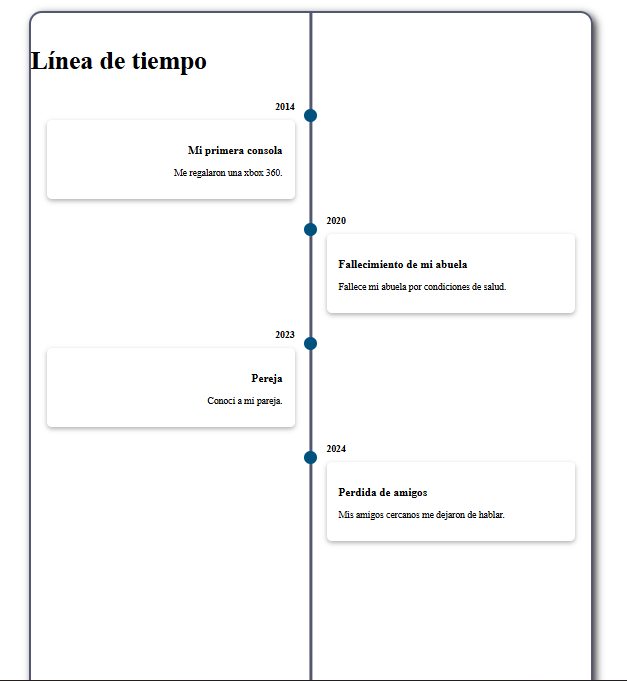 Línea de tiempo
2014
Mi primera consola
Me regalaron una xbox 360.
2020
Fallecimiento de mi abuela
Fallece mi abuela por condiciones de salud.
2023
Pereja
Conoci a mi pareja.
2024
Perdida de amigos
Mis amigos cercanos me dejaron de hablar.